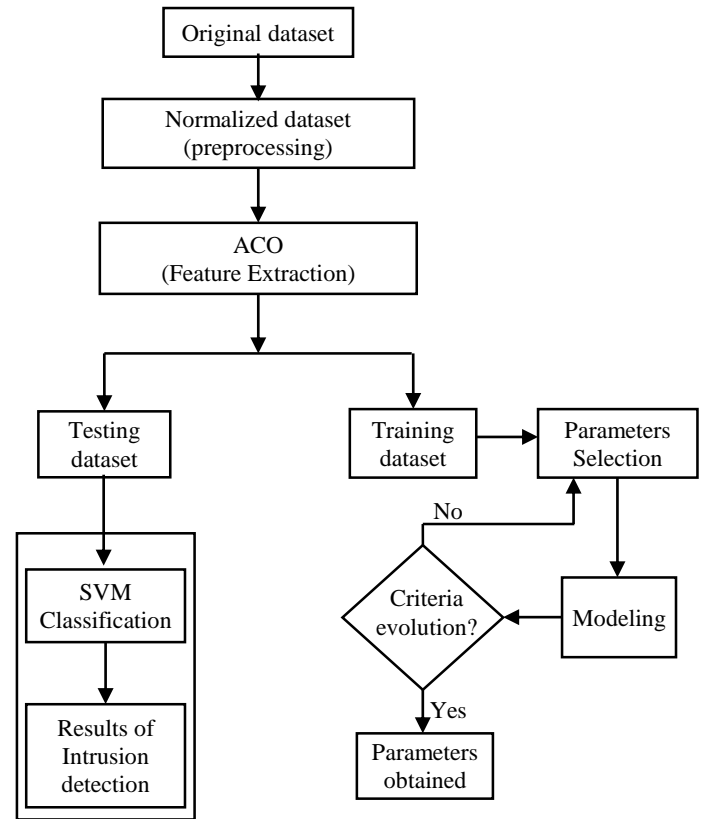 Original dataset
Normalized dataset
(preprocessing)
ACO
(Feature Extraction)
Testing
dataset
Training
dataset
Parameters
Selection
No
SVM
Classification
Criteria
evolution?
Modeling
Yes
Results of
Intrusion
detection
Parameters
obtained